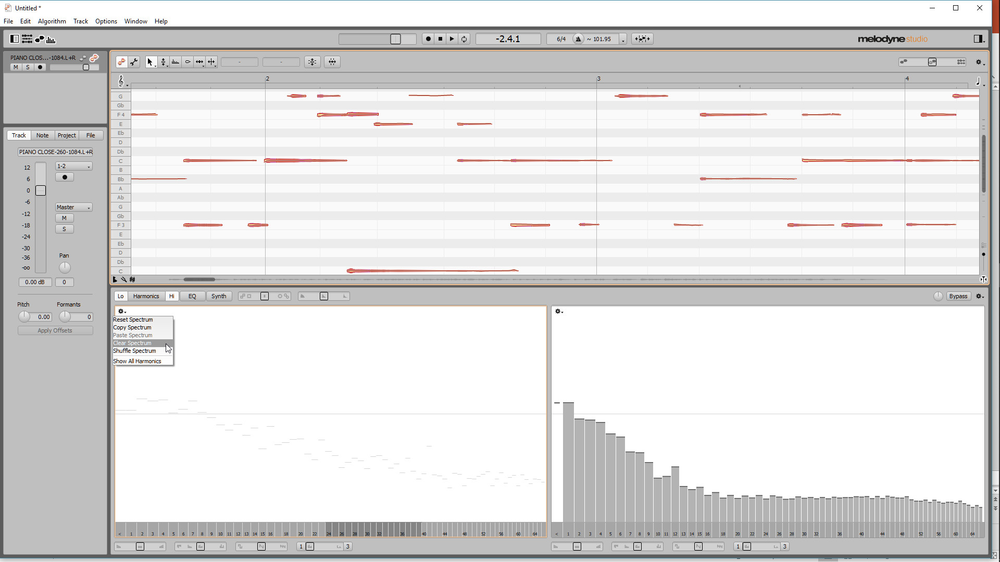 Untitled *
File Edit Algorithm Track Options Window Help
-2.4.1
6/4 ~ 101.95
melodyne studio
PIANO CLOS...-1084.L+R
M S
- -
2 3 4
G
Gb
F 4
E
Eb
D
Db
C
B
Bb
A
Ab
G
Gb
F 3
E
Eb
D
Db
C
Track Note Project File
PIANO CLOSE-260-1084.L+R
12
6
0
-6
-12
-18
-24
-30
-36
-oo
1-2
Master
M
S
Pan
0.00 dB 0
Pitch Formants
0.00 0
Apply Offsets
Lo Harmonics Hi EQ Synth
Bypass
Reset Spectrum
Copy Spectrum
Paste Spectrum
Clear Spectrum
Shuffle Spectrum
Show All Harmonics
< 1 2 3 4 5 6 7 8 9 10 11 12 13 14 15 16 18 20 22 24 26 28 30 32 36 40 44 48 52 56 60 64
< 1 2 3 4 5 6 7 8 9 10 11 12 13 14 15 16 18 20 22 24 26 28 30 32 36 40 44 48 52 56 60 64
1 3
1 3